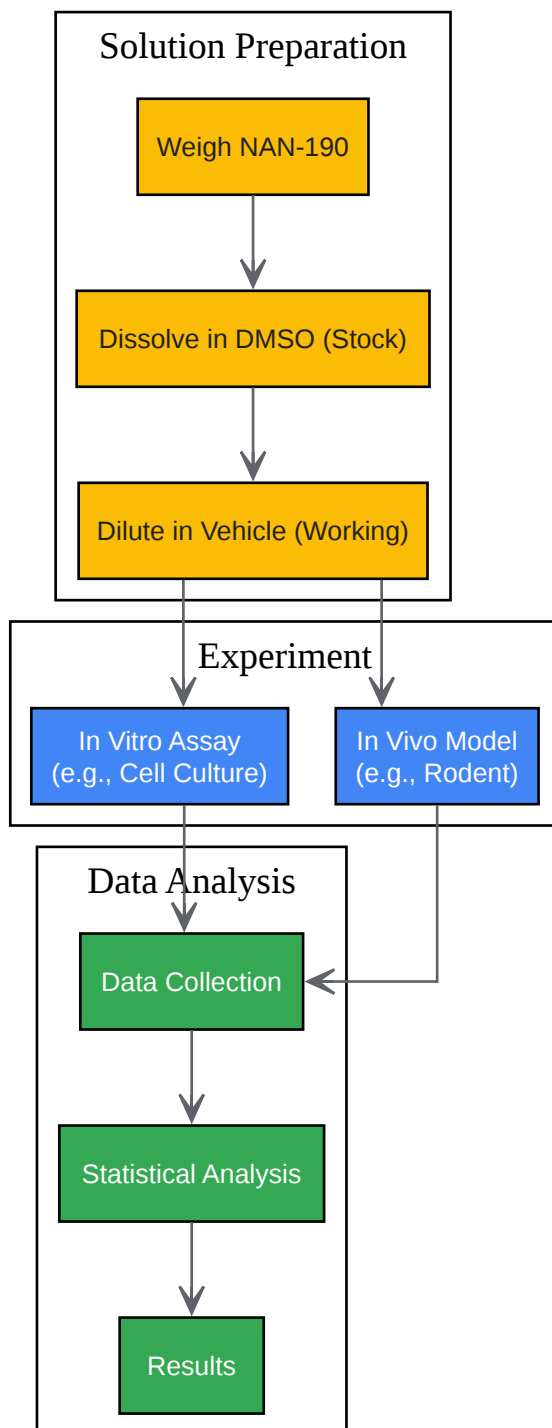 Solution Preparation
Weigh NAN-190
Dissolve in DMSO (Stock)
Dilute in Vehicle (Working)
Experiment
In Vitro Assay
(e.g., Cell Culture)
In Vivo Model
(e.g., Rodent)
Data Analysis
Data Collection
Statistical Analysis
Results